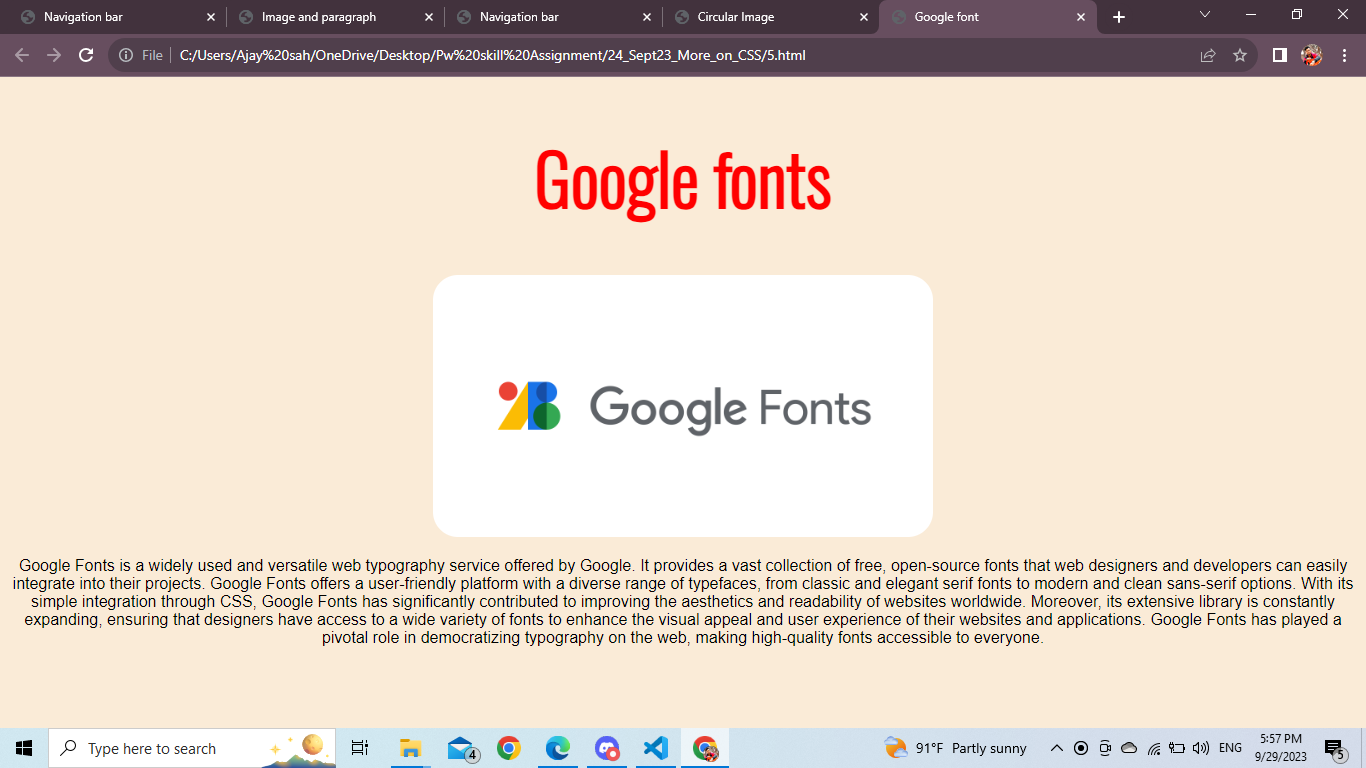 Navigation bar
Image and paragraph
Navigation bar
Circular Image
Google font
File
C:/Users/Ajay%20sah/OneDrive/Desktop/Pw%20skill%20Assignment/24_Sept23_More_on_CSS/5.html
Google fonts
Google Fonts
Google Fonts is a widely used and versatile web typography service offered by Google. It provides a vast collection of free, open-source fonts that web designers and developers can easily
integrate into their projects. Google Fonts offers a user-friendly platform with a diverse range of typefaces, from classic and elegant serif fonts to modern and clean sans-serif options. With its
simple integration through CSS, Google Fonts has significantly contributed to improving the aesthetics and readability of websites worldwide. Moreover, its extensive library is constantly
expanding, ensuring that designers have access to a wide variety of fonts to enhance the visual appeal and user experience of their websites and applications. Google Fonts has played a
pivotal role in democratizing typography on the web, making high-quality fonts accessible to everyone.
Type here to search
4
91°F Partly sunny
ENG
5:57 PM
9/29/2023
5